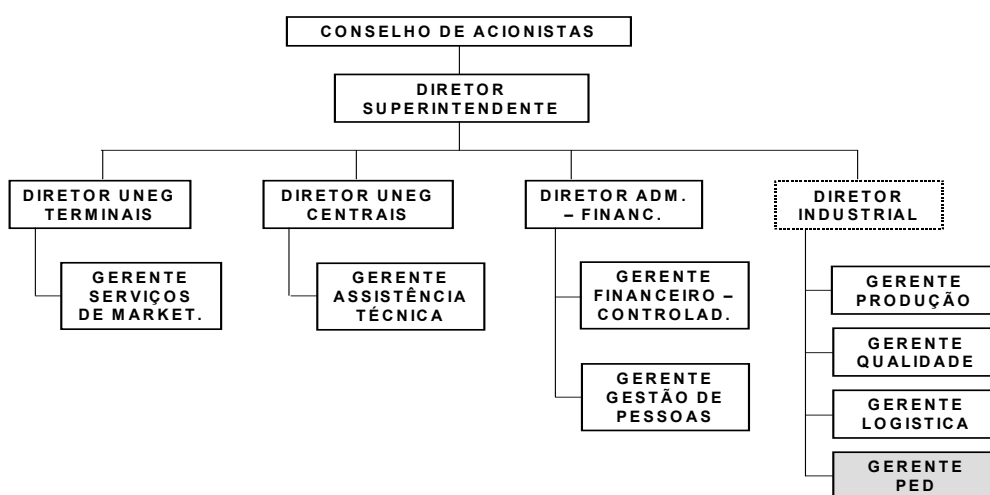 CONSELHO DE ACIONISTAS
DIRETOR
SUPERINTENDENTE
DIRETOR UNEG
TERMINAIS
DIRETOR UNEG
CENTRAIS
DIRETOR ADM.
– FINANC.
DIRETOR
INDUSTRIAL
GERENTE
SERVIÇOS
DE MARKET.
GERENTE
ASSISTÊNCIA
TÉCNICA
GERENTE
FINANCEIRO –
CONTROLAD.
GERENTE
GESTÃO DE
PESSOAS
GERENTE
PRODUÇÃO
GERENTE
QUALIDADE
GERENTE
LOGISTICA
GERENTE
PED